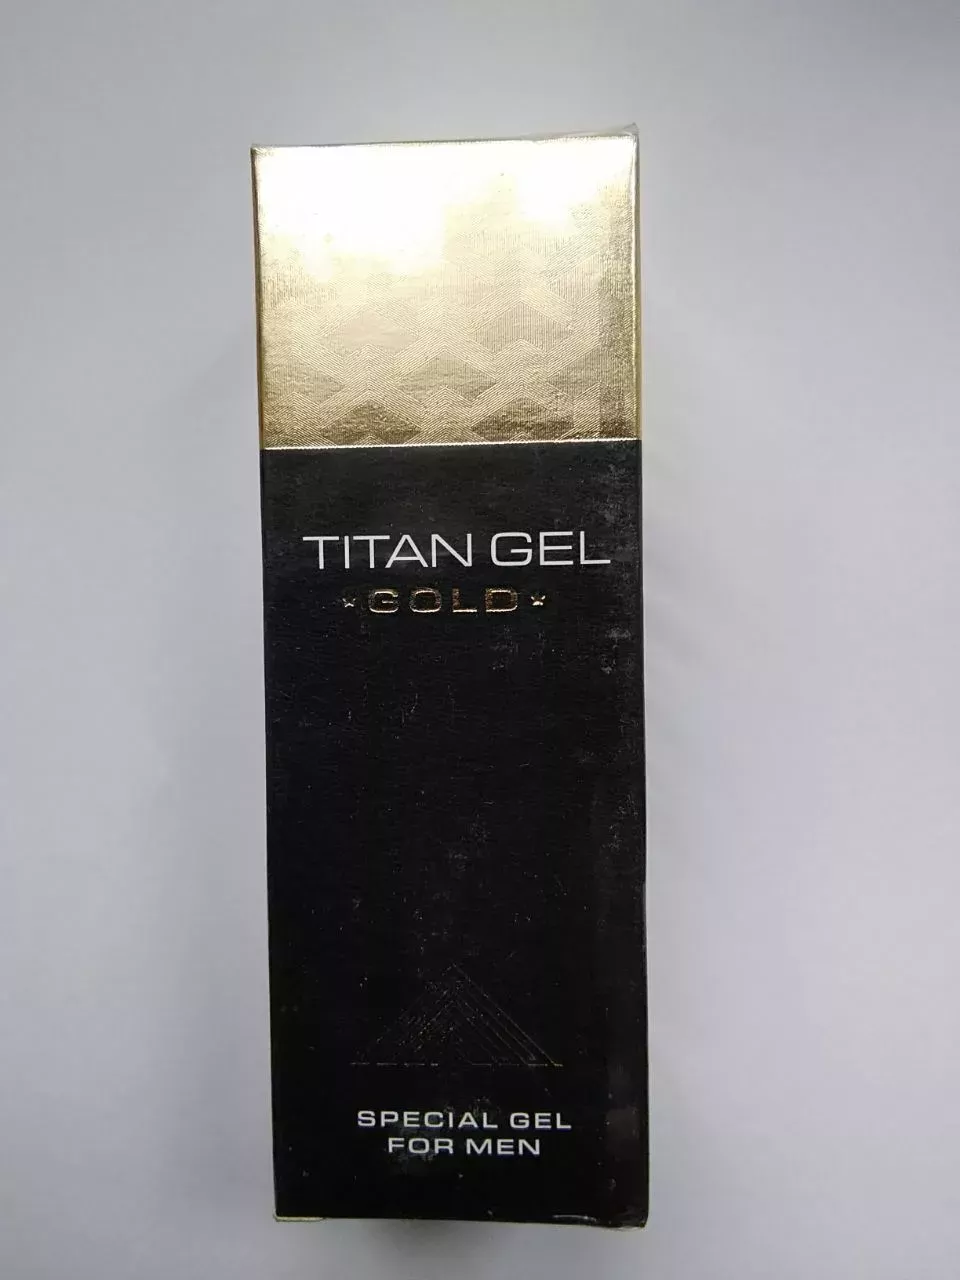 TITAN GEL
★GOLD★
SPECIAL GEL
FOR MEN